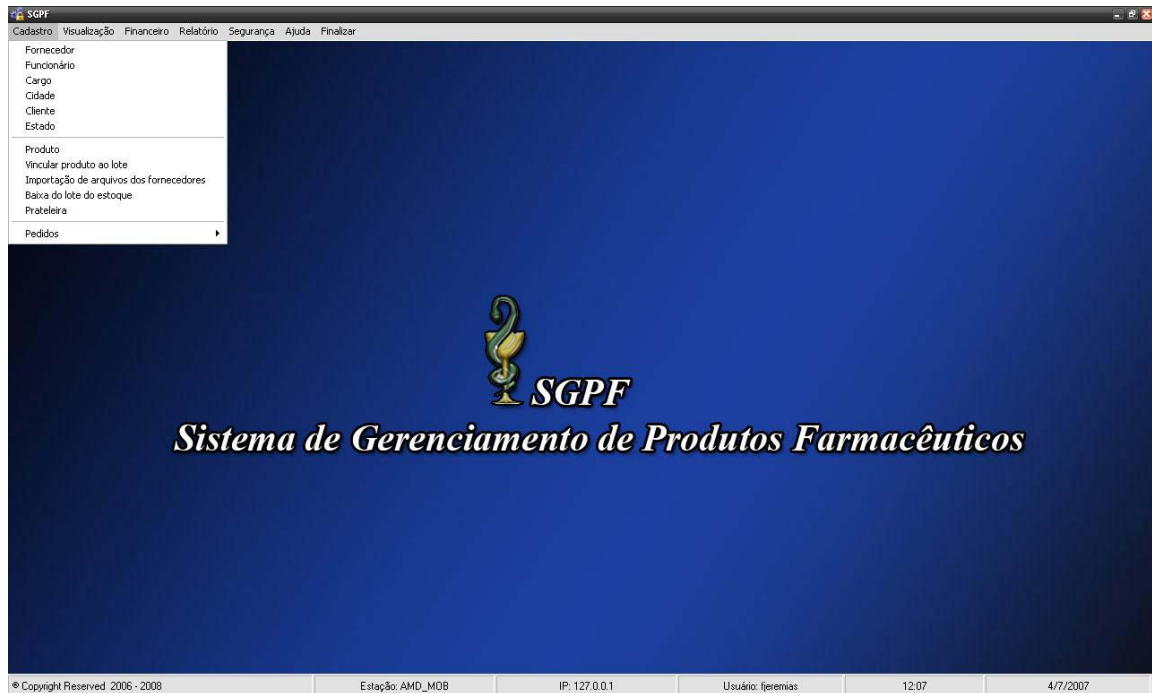 SGPF
Cadastro Visualização Financeiro Relatório Segurança Ajuda Finalizar
Fornecedor
Funcionário
Cargo
Cidade
Cliente
Estado
Produto
Vincular produto ao lote
Importação de arquivos dos fornecedores
Baixa do lote do estoque
Prateleira
Pedidos
SGPF
Sistema de Gerenciamento de Produtos Farmacêuticos
® Copyright Reserved 2006 - 2008 Estação: AMD_MOB IP: 127.0.0.1 Usuário: fjeremias 12:07 4/7/2007